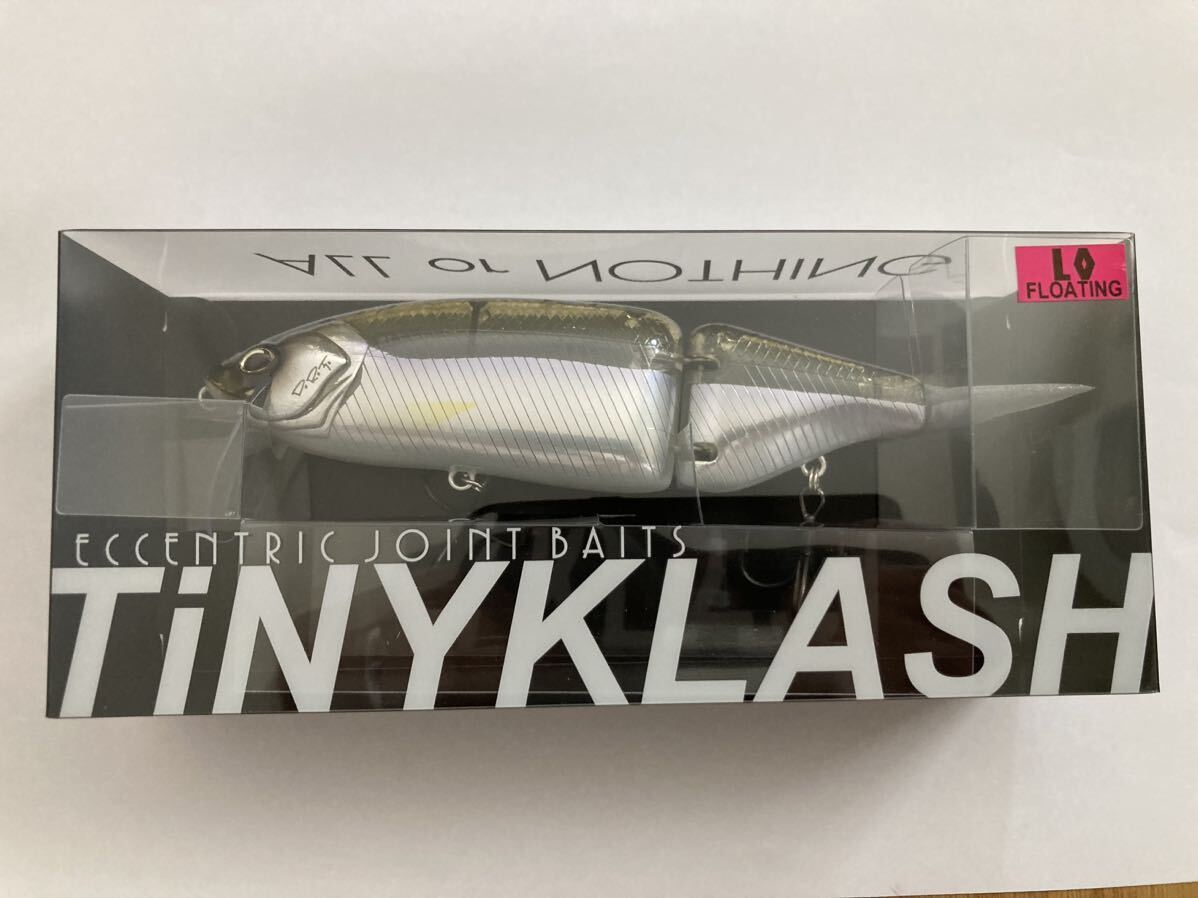 ALL or NOTHING
LO
FLOATING
D.R.T.
ECCENTRIC JOINT BAITS
TiNYKLASH